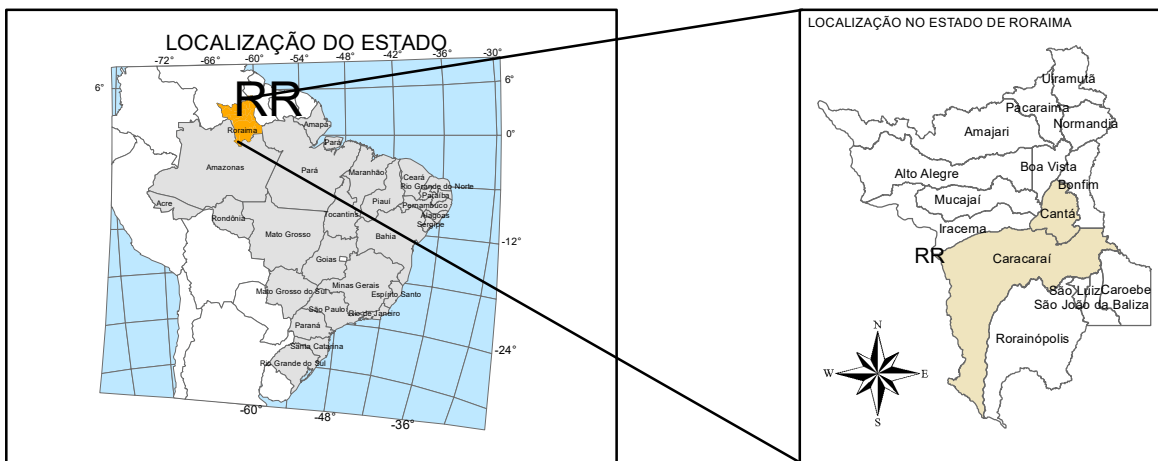 LOCALIZAÇÃO DO ESTADO
-72° -66° -60° -54° -48° -42° -36° -30°
6° 6°
RR
Roraima
Amapá
0°
Pará
Amazonas
Pará
Maranhão
Ceará
Rio Grande do Norte
Paraíba
Piauí
Pernambuco
Acre
Rondônia
Tocantins
Alagoas
Sergipe
Mato Grosso
Bahia
-12°
Goias
Minas Gerais
Mato Grosso do Sul
Espírito Santo
São Paulo
Rio de Janeiro
Paraná
Santa Catarina
-24°
Rio Grande do Sul
-60°
-48°
-36°
LOCALIZAÇÃO NO ESTADO DE RORAIMA
Uiramutã
Pacaraima
Normandia
Amajari
Boa Vista
Alto Alegre
Bonfim
Mucajaí
Cantá
Iracema
RR
Caracaraí
São Luiz
Caroebe
São João da Baliza
Rorainópolis
N
W
E
S